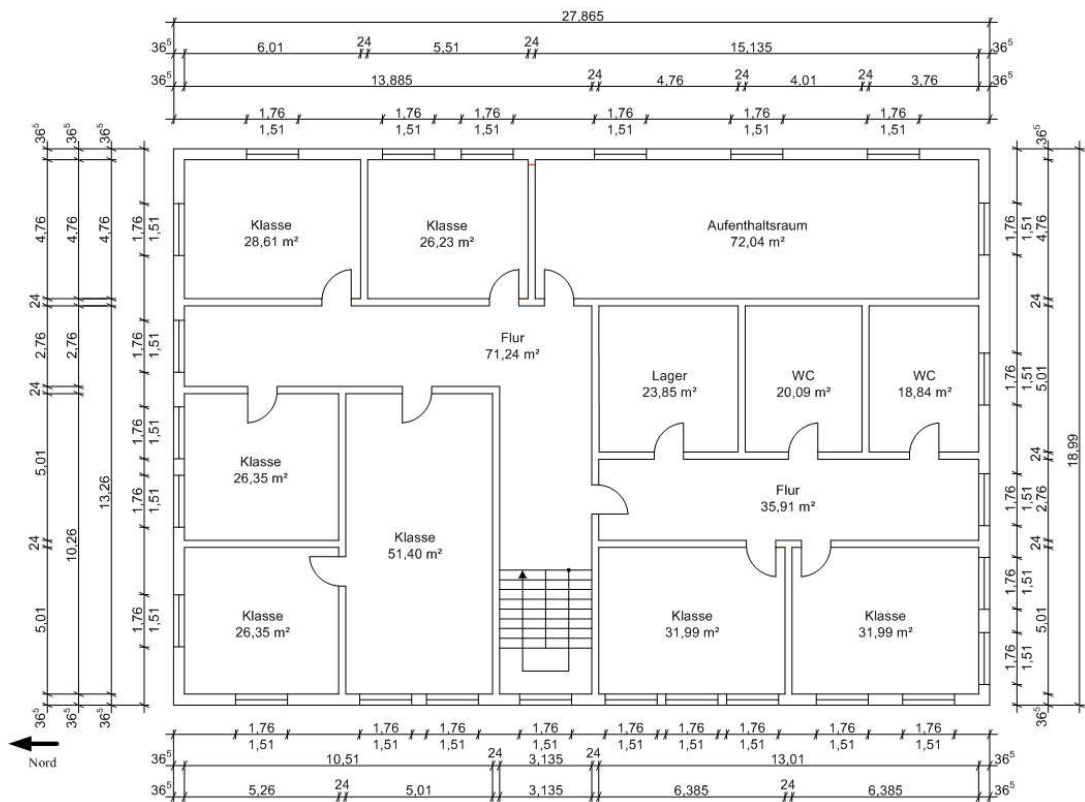 27,865
36⁵ 6,01 24 5,51 24 15,135 36⁵
36⁵ 13,885 24 4,76 24 4,01 24 3,76 36⁵
1,76 1,76 1,76 1,76 1,76 1,76
1,51 1,51 1,51 1,51 1,51 1,51
36⁵ 36⁵ 36⁵ 36⁵
4,76 4,76 4,76 1,76 1,51
Klasse
28,61 m²
Klasse
26,23 m²
Aufenthaltsraum
72,04 m²
1,76 1,51 4,76
24 24
2,76 2,76 1,76 1,51
Flur
71,24 m²
Lager
23,85 m²
WC
20,09 m²
WC
18,84 m²
1,76 1,51 5,01
24
5,01 10,26 13,26 1,76 1,51 1,76 1,51
Klasse
26,35 m²
Klasse
51,40 m²
24
Flur
35,91 m²
1,76 1,51 2,76
18,99
24 24
5,01 1,76 1,51
Klasse
26,35 m²
Klasse
31,99 m²
Klasse
31,99 m²
1,76 1,51 5,01 1,76 1,51
36⁵ 36⁵ 36⁵ 36⁵
1,76 1,76 1,76 1,76 1,76 1,76 1,76 1,76 1,76
1,51 1,51 1,51 1,51 1,51 1,51 1,51 1,51 1,51
Nord
36⁵ 10,51 24 3,135 24 13,01 36⁵
36⁵ 5,26 24 5,01 3,135 6,385 24 6,385 36⁵